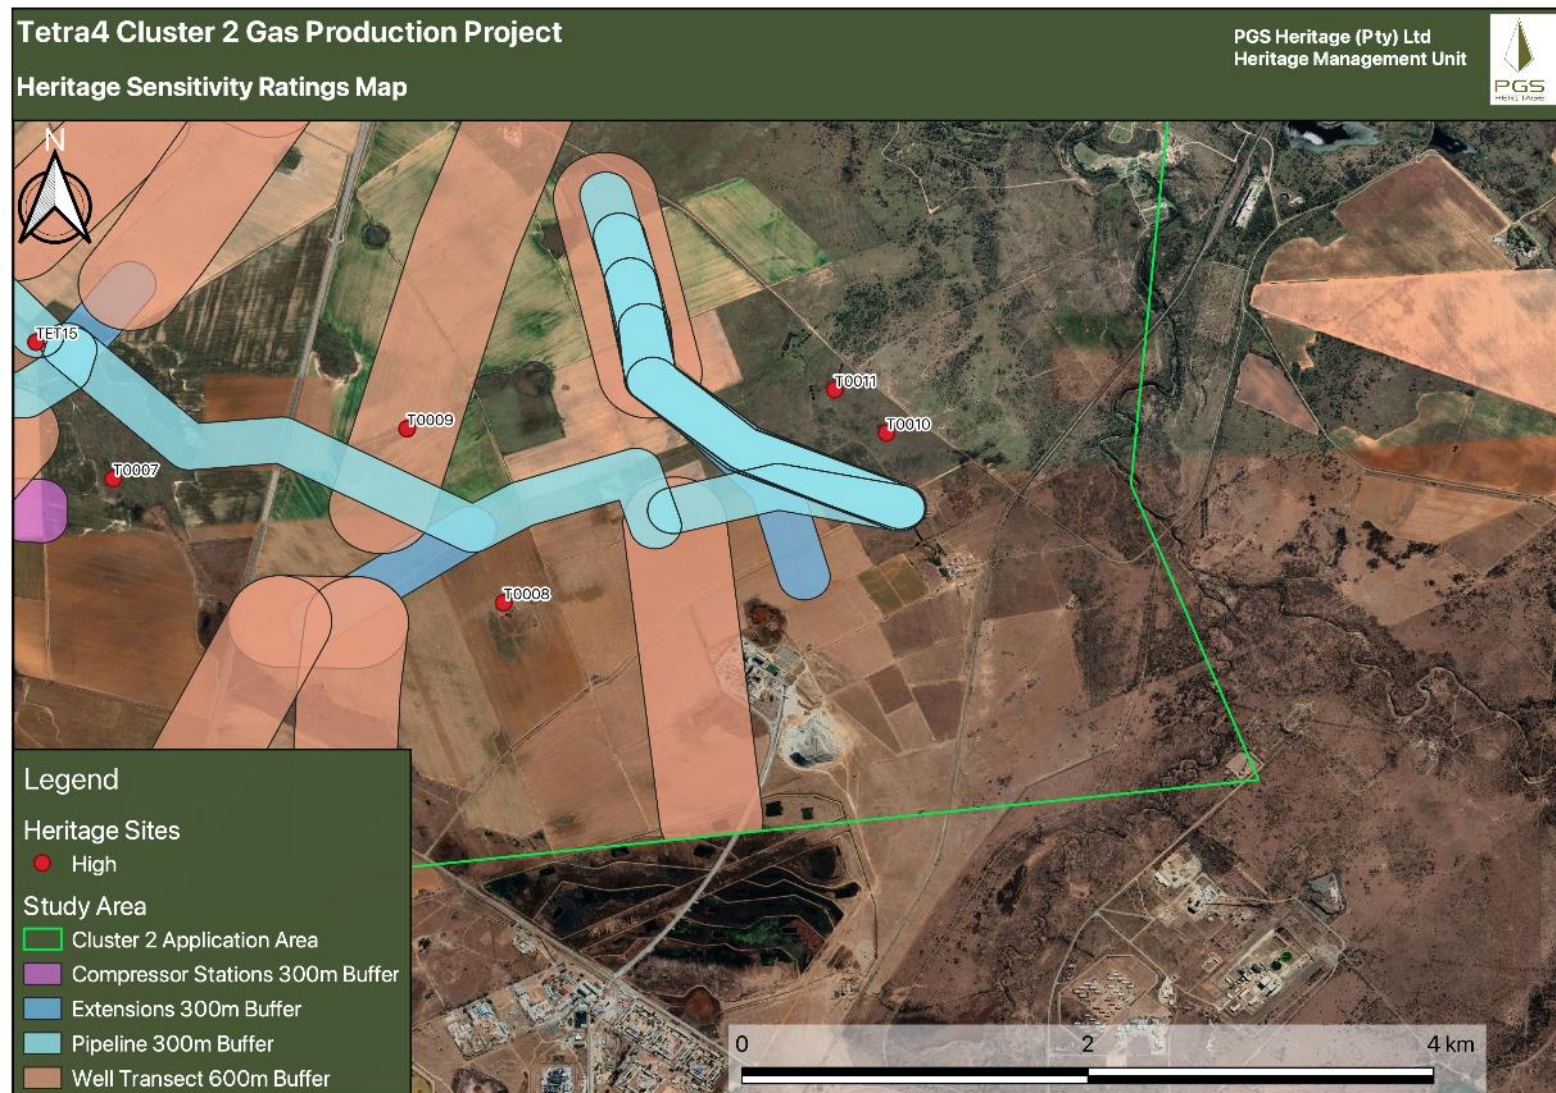 Tetra4 Cluster 2 Gas Production Project
Heritage Sensitivity Ratings Map
PGS Heritage (Pty) Ltd
Heritage Management Unit
PGS
HERITAGE
N
TET15
T0011
T0009
T0010
T0007
T0008
Legend
Heritage Sites
High
Study Area
Cluster 2 Application Area
Compressor Stations 300m Buffer
Extensions 300m Buffer
Pipeline 300m Buffer
Well Transect 600m Buffer
0 2 4 km